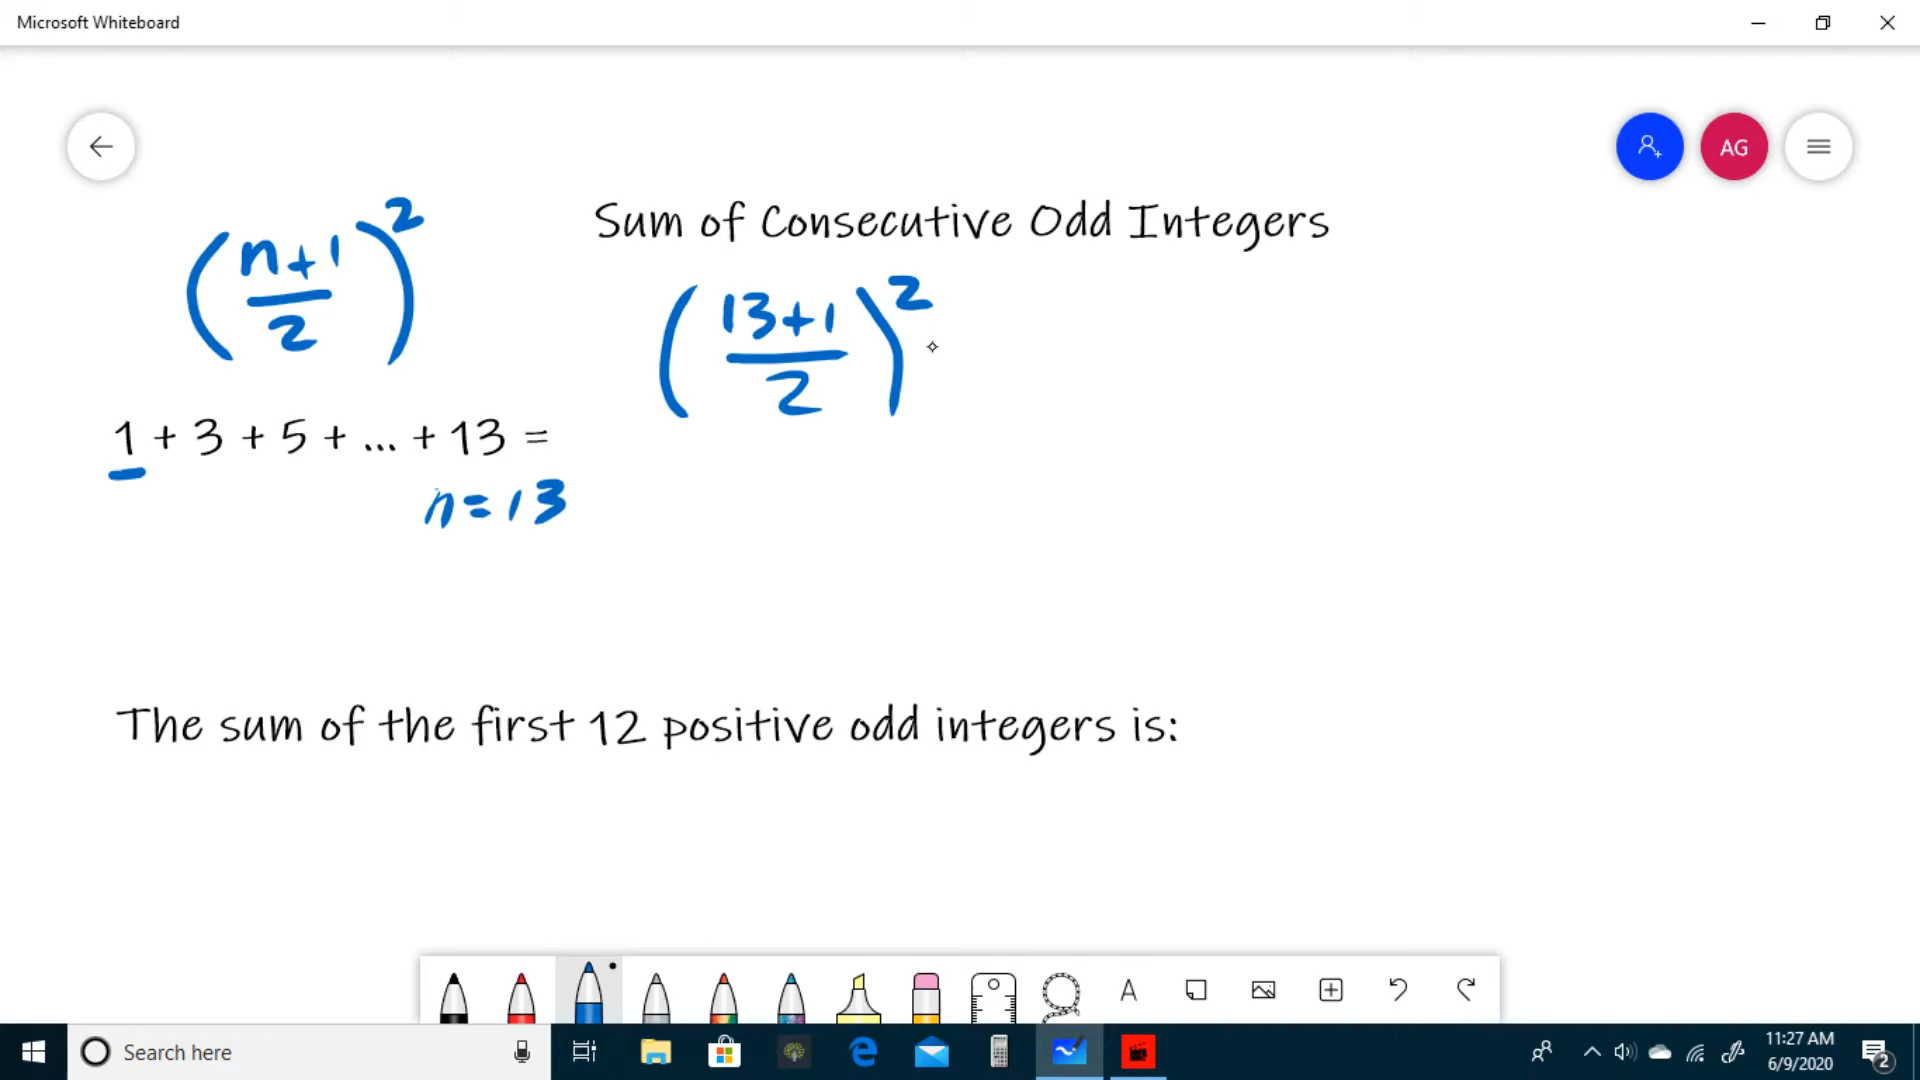 Microsoft Whiteboard
AG
Sum of Consecutive Odd Integers
(n+1/2)²
(13+1/2)²
1 + 3 + 5 + ... + 13 =
n = 13
The sum of the first 12 positive odd integers is:
A
Search here
11:27 AM
6/9/2020
2